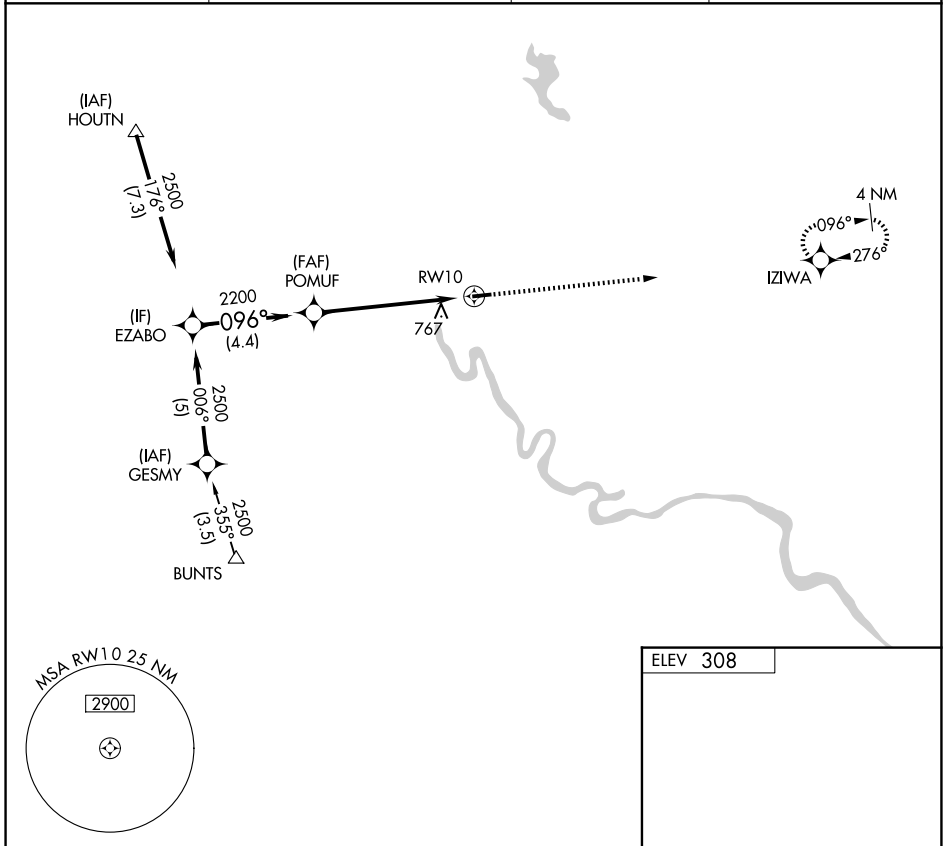 (IAF)
HOUTN
2500
176°
(7.3)
4 NM
096°
276°
IZIWA
(FAF)
POMUF
RW10
(IF)
EZABO
2200
096°
(4.4)
767
2500
006°
(5)
(IAF)
GESMY
2500
355°
(3.5)
BUNTS
MSA RW10 25 NM
2900
ELEV 308